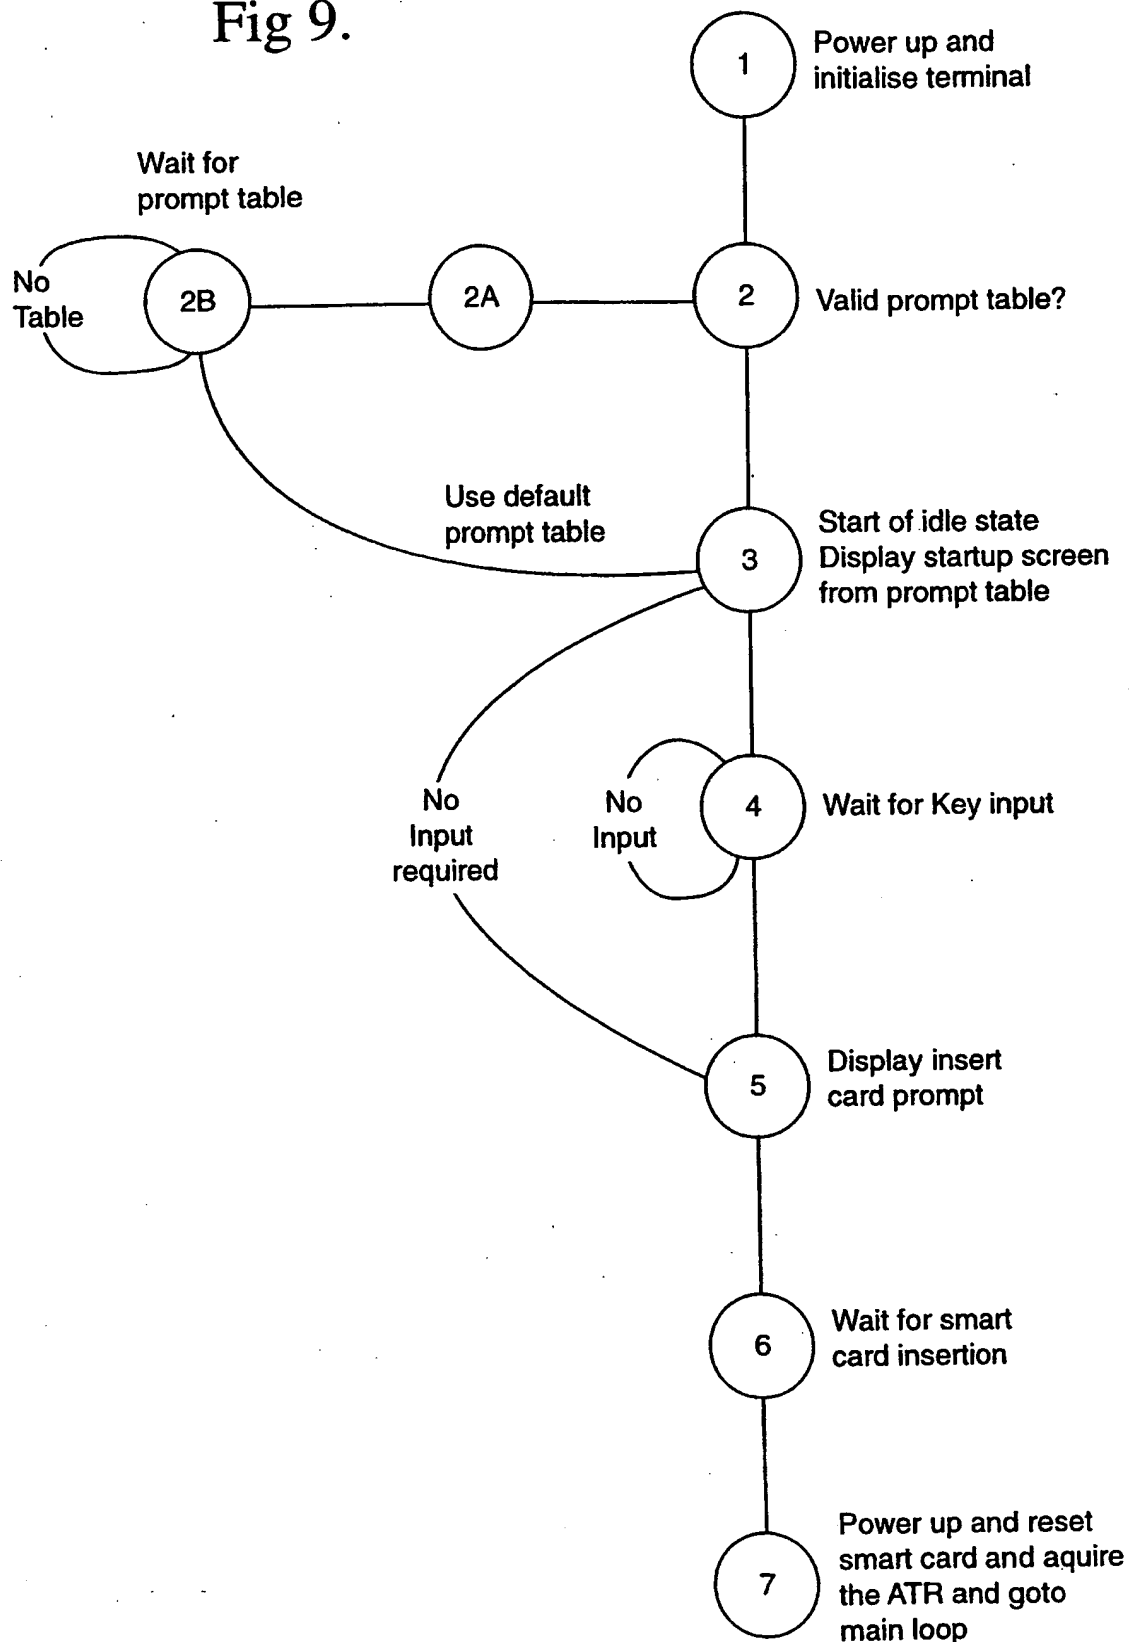 Fig 9.
1
Power up and
initialise terminal
Wait for
prompt table
No
Table
2B
2A
2
Valid prompt table?
Use default
prompt table
3
Start of idle state
Display startup screen
from prompt table
No
Input
required
No
Input
4
Wait for Key input
5
Display insert
card prompt
6
Wait for smart
card insertion
7
Power up and reset
smart card and aquire
the ATR and goto
main loop